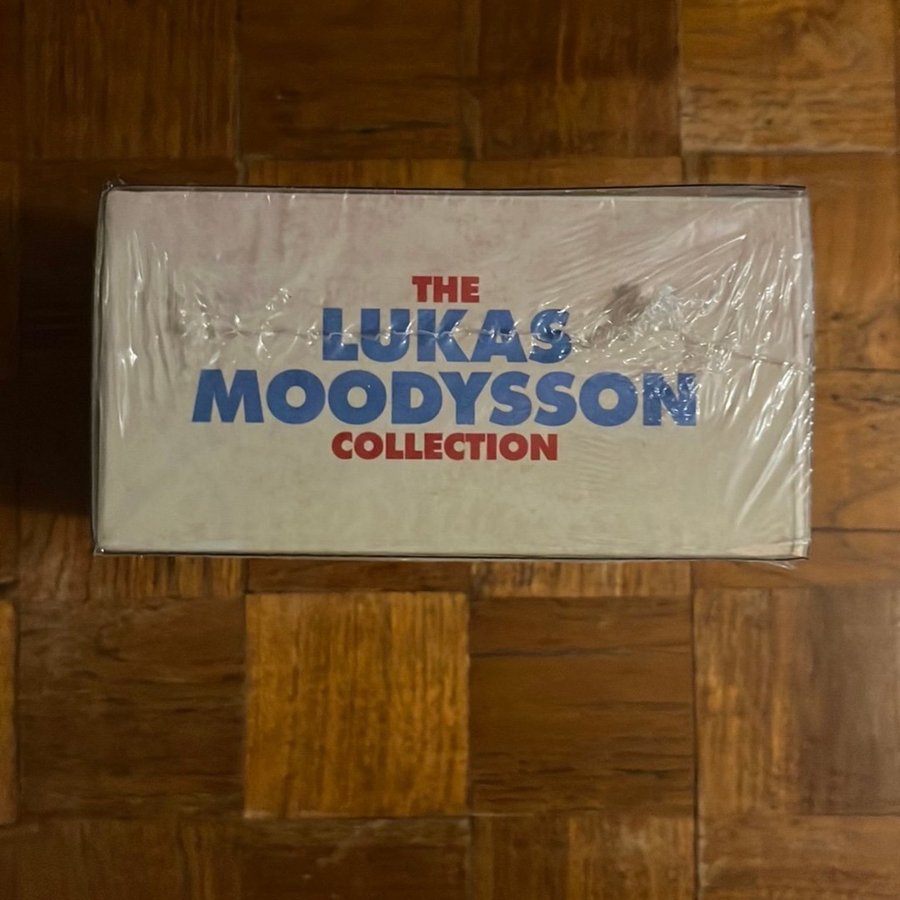 THE
LUKAS
MOODYSSON
COLLECTION